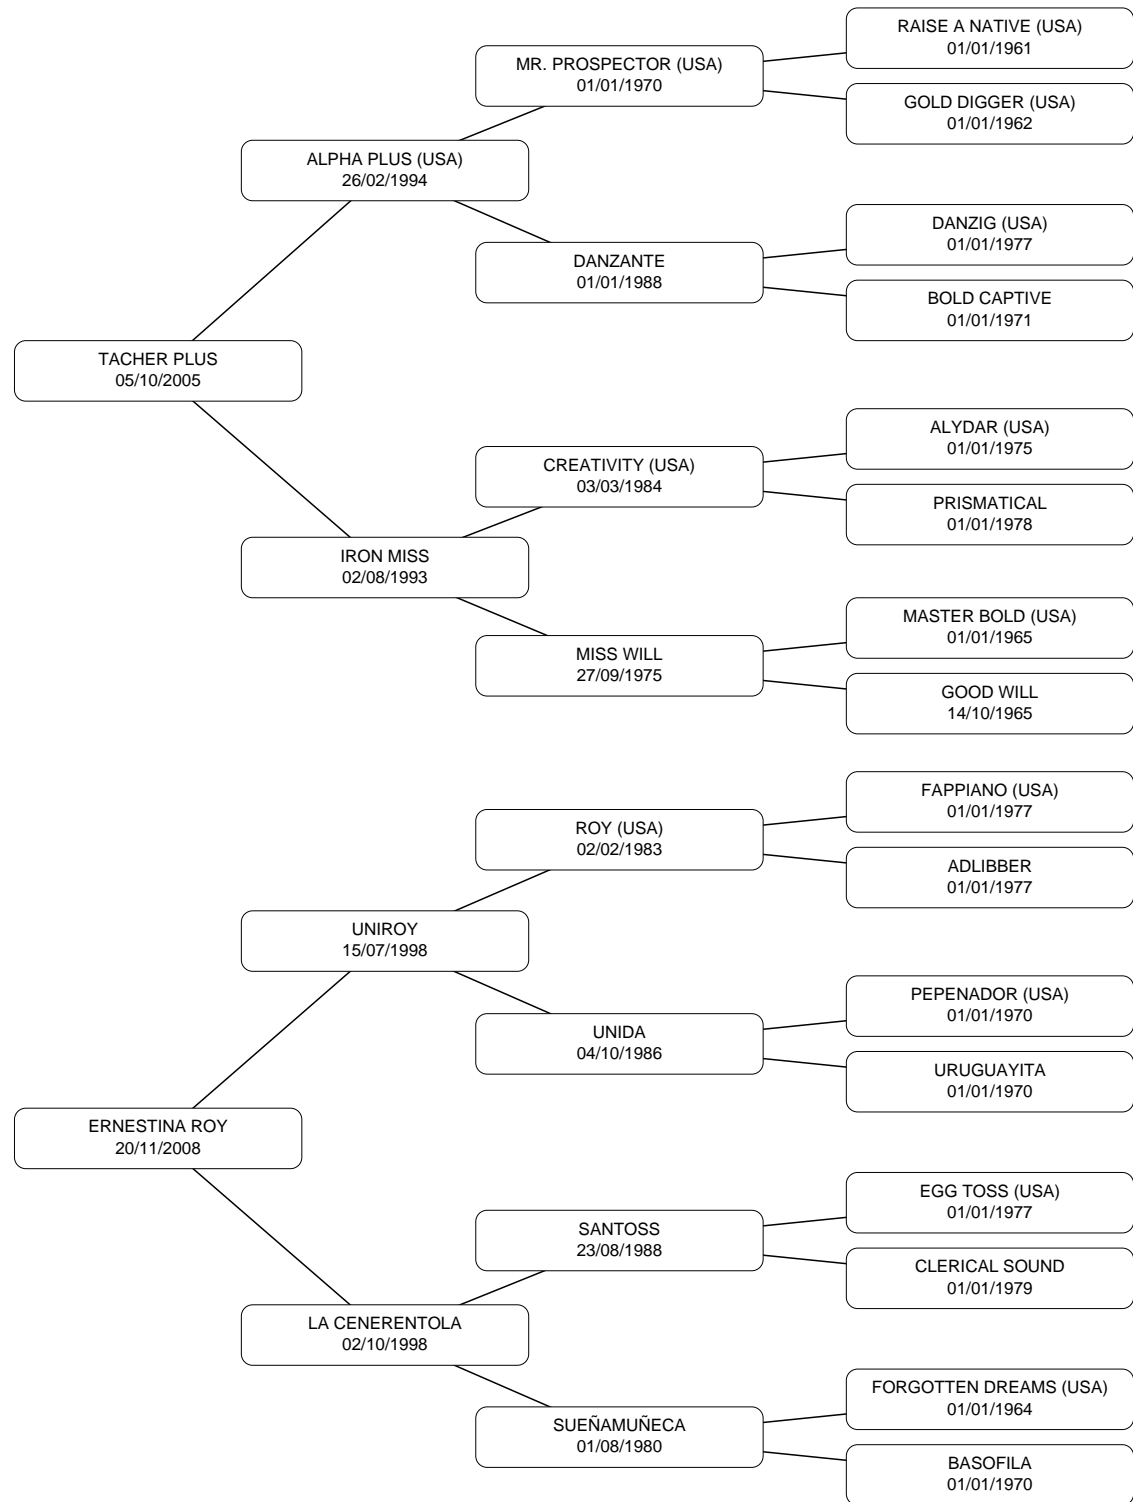 RAISE A NATIVE (USA)
01/01/1961
MR. PROSPECTOR (USA)
01/01/1970
GOLD DIGGER (USA)
01/01/1962
ALPHA PLUS (USA)
26/02/1994
DANZIG (USA)
01/01/1977
DANZANTE
01/01/1988
BOLD CAPTIVE
01/01/1971
TACHER PLUS
05/10/2005
ALYDAR (USA)
01/01/1975
CREATIVITY (USA)
03/03/1984
PRISMATICAL
01/01/1978
IRON MISS
02/08/1993
MASTER BOLD (USA)
01/01/1965
MISS WILL
27/09/1975
GOOD WILL
14/10/1965
FAPPIANO (USA)
01/01/1977
ROY (USA)
02/02/1983
ADLIBBER
01/01/1977
UNIROY
15/07/1998
PEPENADOR (USA)
01/01/1970
UNIDA
04/10/1986
URUGUAYITA
01/01/1970
ERNESTINA ROY
20/11/2008
EGG TOSS (USA)
01/01/1977
SANTOSS
23/08/1988
CLERICAL SOUND
01/01/1979
LA CENERENTOLA
02/10/1998
FORGOTTEN DREAMS (USA)
01/01/1964
SUEÑAMUÑECA
01/08/1980
BASOFILA
01/01/1970